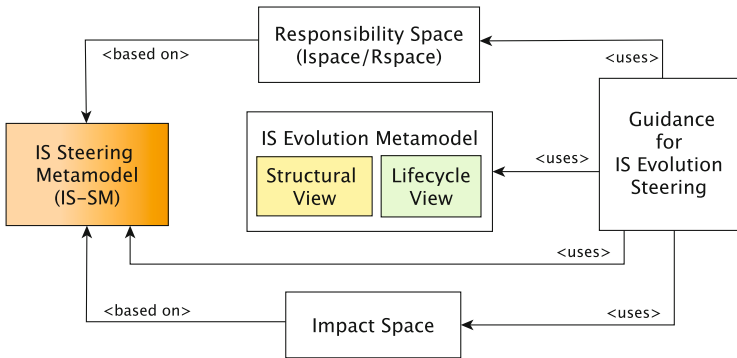 Responsibility Space
(Ispace/Rspace)
<based on>
<uses>
IS Steering
Metamodel
(IS-SM)
IS Evolution Metamodel
Structural
View
Lifecycle
View
<uses>
Guidance
for
IS Evolution
Steering
<uses>
<based on>
Impact Space
<uses>